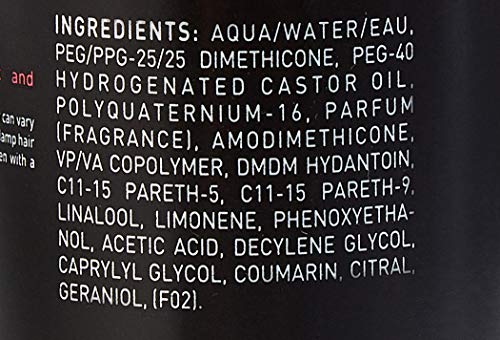 INGREDIENTS: AQUA/WATER/EAU,
PEG/PPG-25/25 DIMETHICONE, PEG-40
HYDROGENATED CASTOR OIL,
POLYQUATERNIUM-16, PARFUM
(FRAGRANCE), AMODIMETHICONE,
VP/VA COPOLYMER, DMDM HYDANTOIN,
C11-15 PARETH-5, C11-15 PARETH-9,
LINALOOL, LIMONENE, PHENOXYETHA-
NOL, ACETIC ACID, DECYLENE GLYCOL,
CAPRYLYL GLYCOL, COUMARIN, CITRAL,
GERANIOL, (F02).
and
can vary
hair
with a